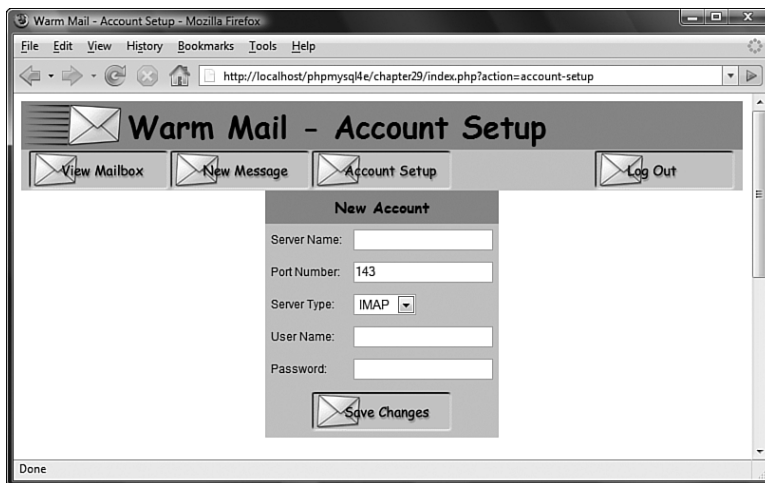 Warm Mail - Account Setup - Mozilla Firefox
File Edit View History Bookmarks Tools Help
http://localhost/phpmysql4e/chapter29/index.php?action=account-setup
Warm Mail - Account Setup
View Mailbox New Message Account Setup Log Out
New Account
Server Name:
Port Number: 143
Server Type: IMAP
User Name:
Password:
Save Changes
Done